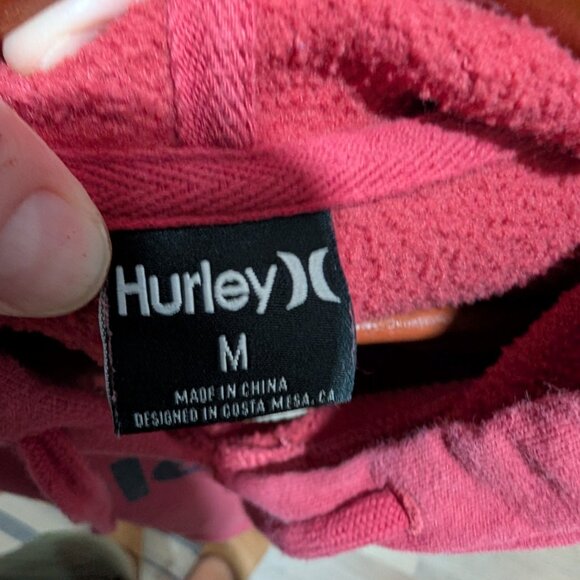 Hurley
M
MADE IN CHINA
DESIGNED IN COSTA MESA, CA